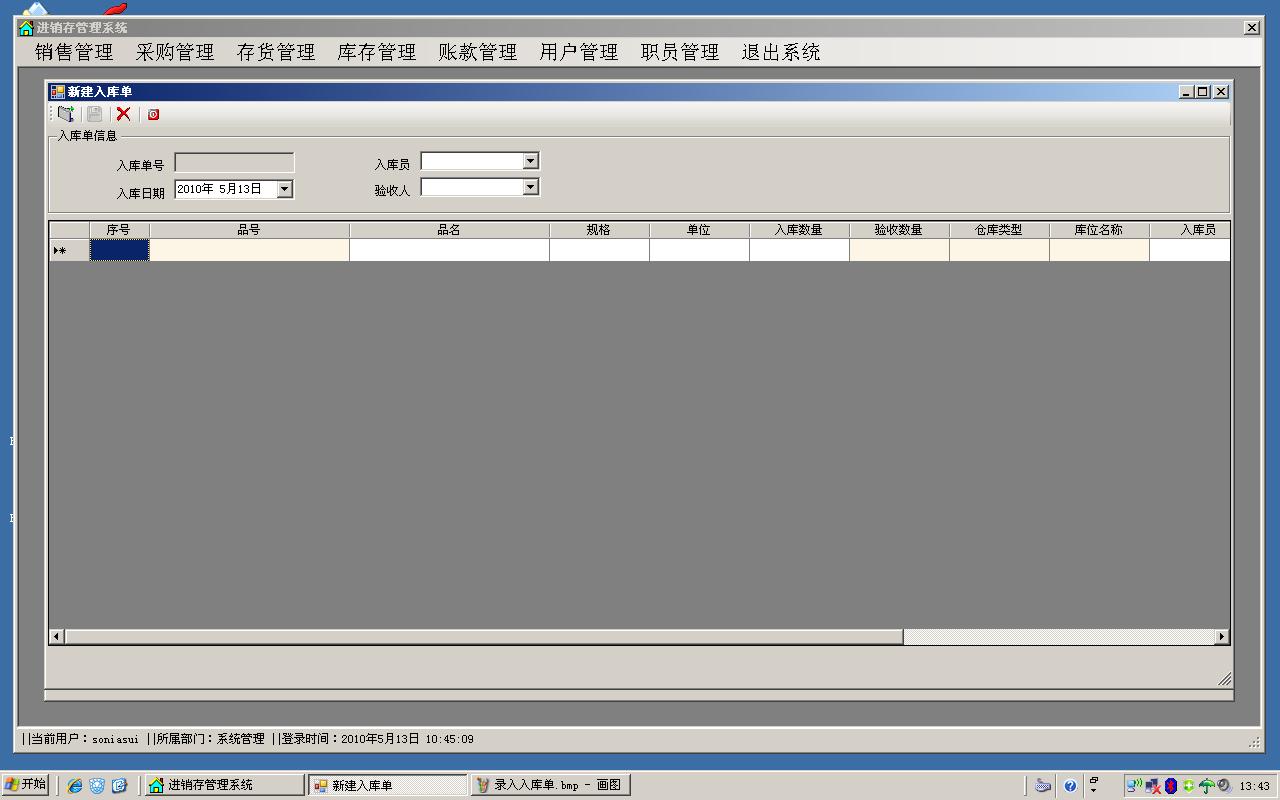 进销存管理系统
销售管理 采购管理 存货管理 库存管理 账款管理 用户管理 职员管理 退出系统
新建入库单
入库单信息
入库单号 入库员
入库日期 2010年 5月13日 验收人
序号 品号 品名 规格 单位 入库数量 验收数量 仓库类型 库位名称 入库员
||当前用户：soniasui ||所属部门：系统管理 ||登录时间：2010年5月13日 10:45:09
开始 进销存管理系统 新建入库单 录入入库单.bmp - 画图 13:43